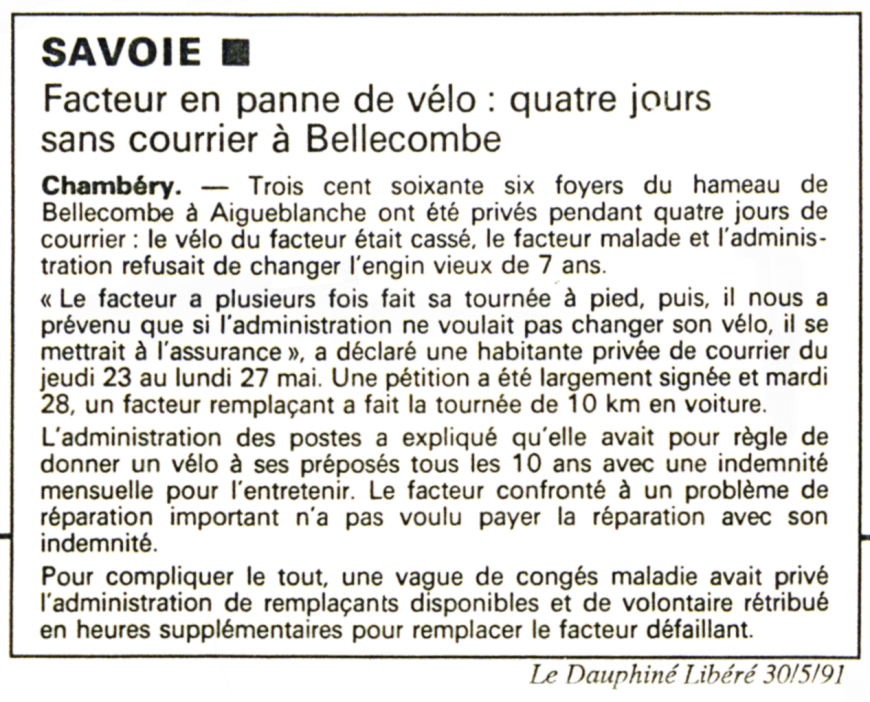 SAVOIE ■
Facteur en panne de vélo : quatre jours
sans courrier à Bellecombe
Chambéry. — Trois cent soixante six foyers du hameau de
Bellecombe à Aigueblanche ont été privés pendant quatre jours de
courrier : le vélo du facteur était cassé, le facteur malade et l'adminis-
tration refusait de changer l'engin vieux de 7 ans.
« Le facteur a plusieurs fois fait sa tournée à pied, puis, il nous a
prévenu que si l'administration ne voulait pas changer son vélo, il se
mettrait à l'assurance », a déclaré une habitante privée de courrier du
jeudi 23 au lundi 27 mai. Une pétition a été largement signée et mardi
28, un facteur remplaçant a fait la tournée de 10 km en voiture.
L'administration des postes a expliqué qu'elle avait pour règle de
donner un vélo à ses préposés tous les 10 ans avec une indemnité
mensuelle pour l'entretenir. Le facteur confronté à un problème de
réparation important n'a pas voulu payer la réparation avec son
indemnité.
Pour compliquer le tout, une vague de congés maladie avait privé
l'administration de remplaçants disponibles et de volontaire rétribué
en heures supplémentaires pour remplacer le facteur défaillant.
Le Dauphiné Libéré 30/5/91